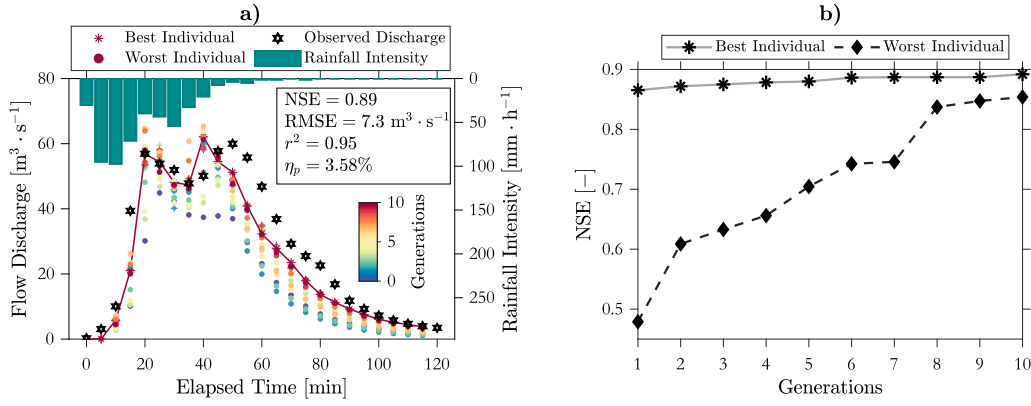 a)
Best Individual
Observed Discharge
Worst Individual
Rainfall Intensity
80
60
40
20
0
Flow Discharge [m³ · s⁻¹]
0
20
40
60
80
100
120
Elapsed Time [min]
0
50
100
150
200
250
Rainfall Intensity [mm · h⁻¹]
NSE = 0.89
RMSE = 7.3 m³ · s⁻¹
r² = 0.95
ηₚ = 3.58%
10
5
0
Generations
b)
Best Individual
Worst Individual
0.9
0.8
0.7
0.6
0.5
NSE [−]
1
2
3
4
5
6
7
8
9
10
Generations